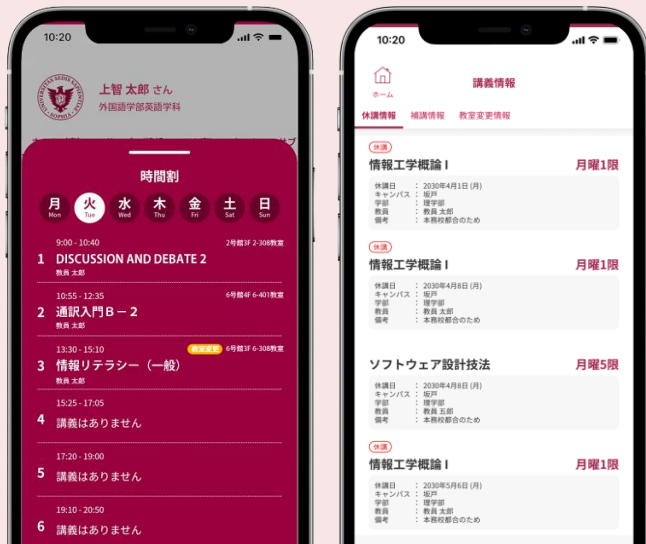 10:20
上智 太郎 さん
外国語学部英語学科
時間割
月 火 水 木 金 土 日
Mon Tue Wed Thu Fri Sat Sun
9:00 - 10:40 2号館3F 2-308教室
1 DISCUSSION AND DEBATE 2
教員 太郎
10:55 - 12:35 6号館4F 6-401教室
2 通訳入門B－2
教員 太郎
13:30 - 15:10 教室変更 6号館3F 6-308教室
3 情報リテラシー（一般）
教員 太郎
15:25 - 17:05
4 講義はありません
17:20 - 19:00
5 講義はありません
19:10 - 20:50
6 講義はありません
10:20
ホーム
講義情報
休講情報 補講情報 教室変更情報
休講
情報工学概論 I 月曜1限
休講日 ： 2030年4月1日 (月)
キャンパス ： 坂戸
学部 ： 理学部
教員 ： 教員 太郎
備考 ： 本務校都合のため
休講
情報工学概論 I 月曜1限
休講日 ： 2030年4月8日 (月)
キャンパス ： 坂戸
学部 ： 理学部
教員 ： 教員 太郎
備考 ： 本務校都合のため
ソフトウェア設計技法 月曜5限
休講日 ： 2030年4月8日 (月)
キャンパス ： 坂戸
学部 ： 理学部
教員 ： 教員 五郎
備考 ： 本務校都合のため
休講
情報工学概論 I 月曜1限
休講日 ： 2030年5月6日 (月)
キャンパス ： 坂戸
学部 ： 理学部
教員 ： 教員 太郎
備考 ： 本務校都合のため